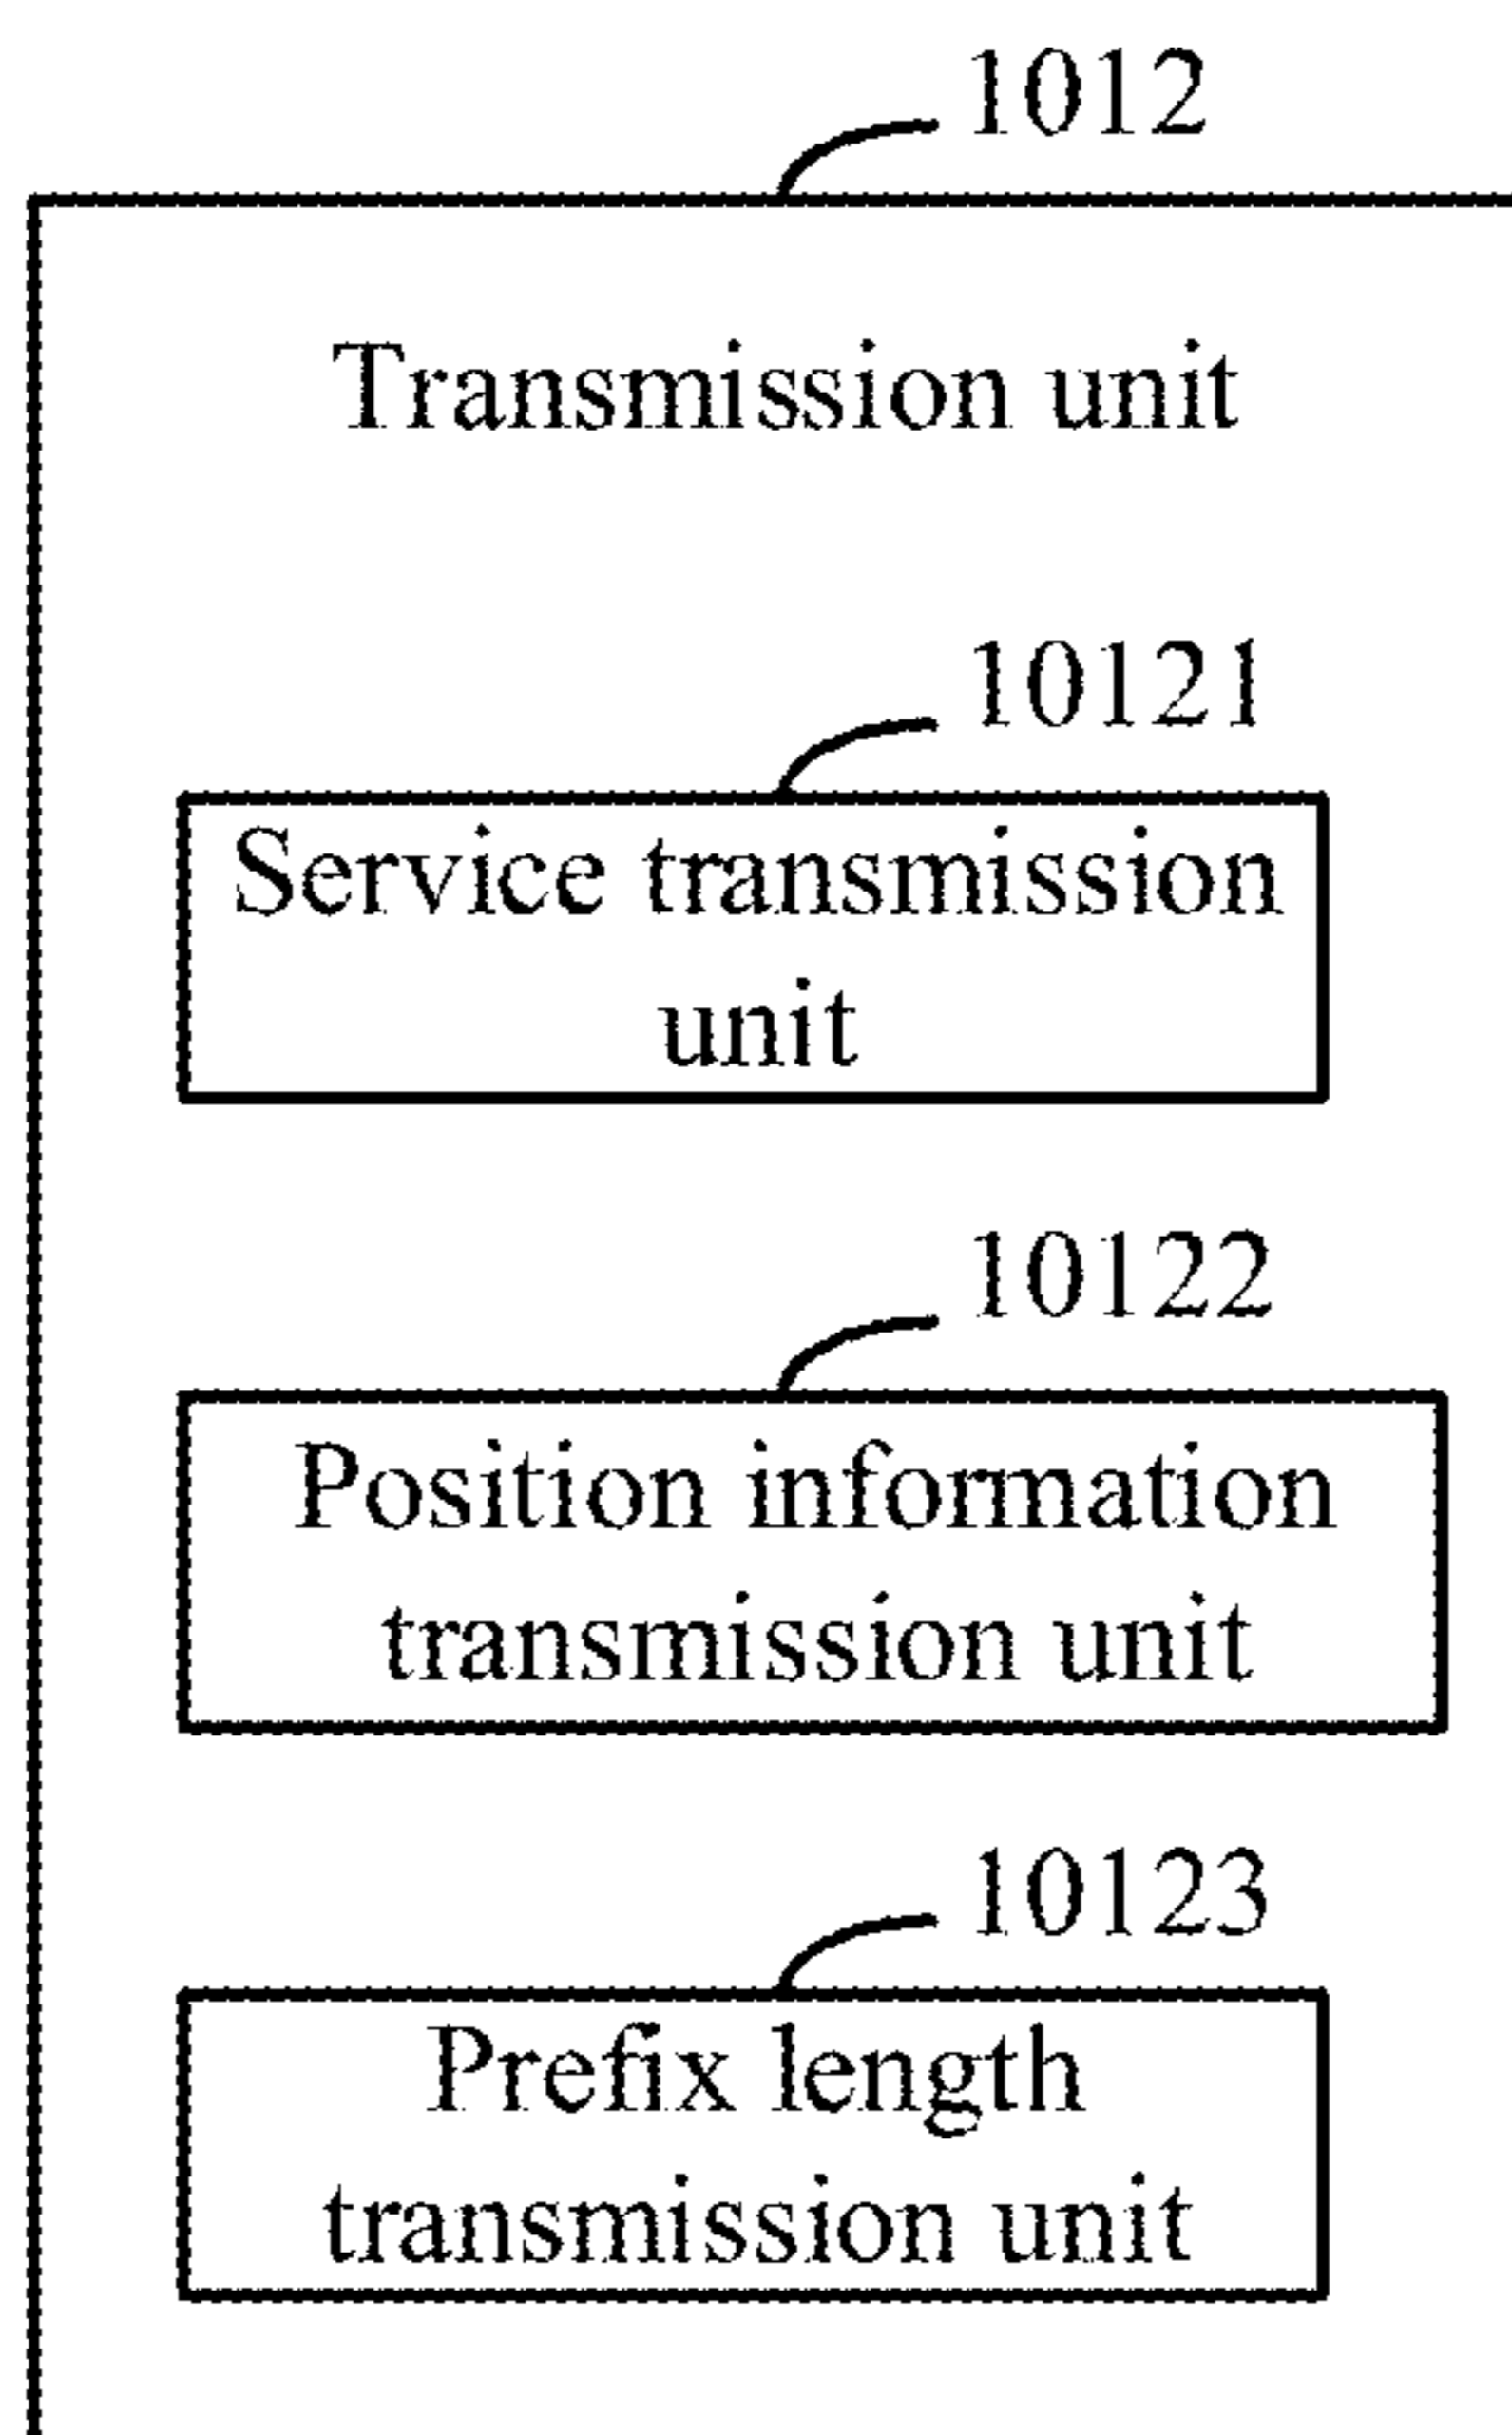 1012
Transmission unit
10121
Service transmission
unit
10122
Position information
transmission unit
10123
Prefix length
transmission unit